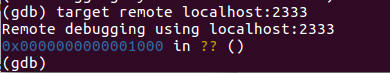 (gdb) target remote localhost:2333
Remote debugging using localhost:2333
0x0000000000001000 in ?? ()
(gdb)